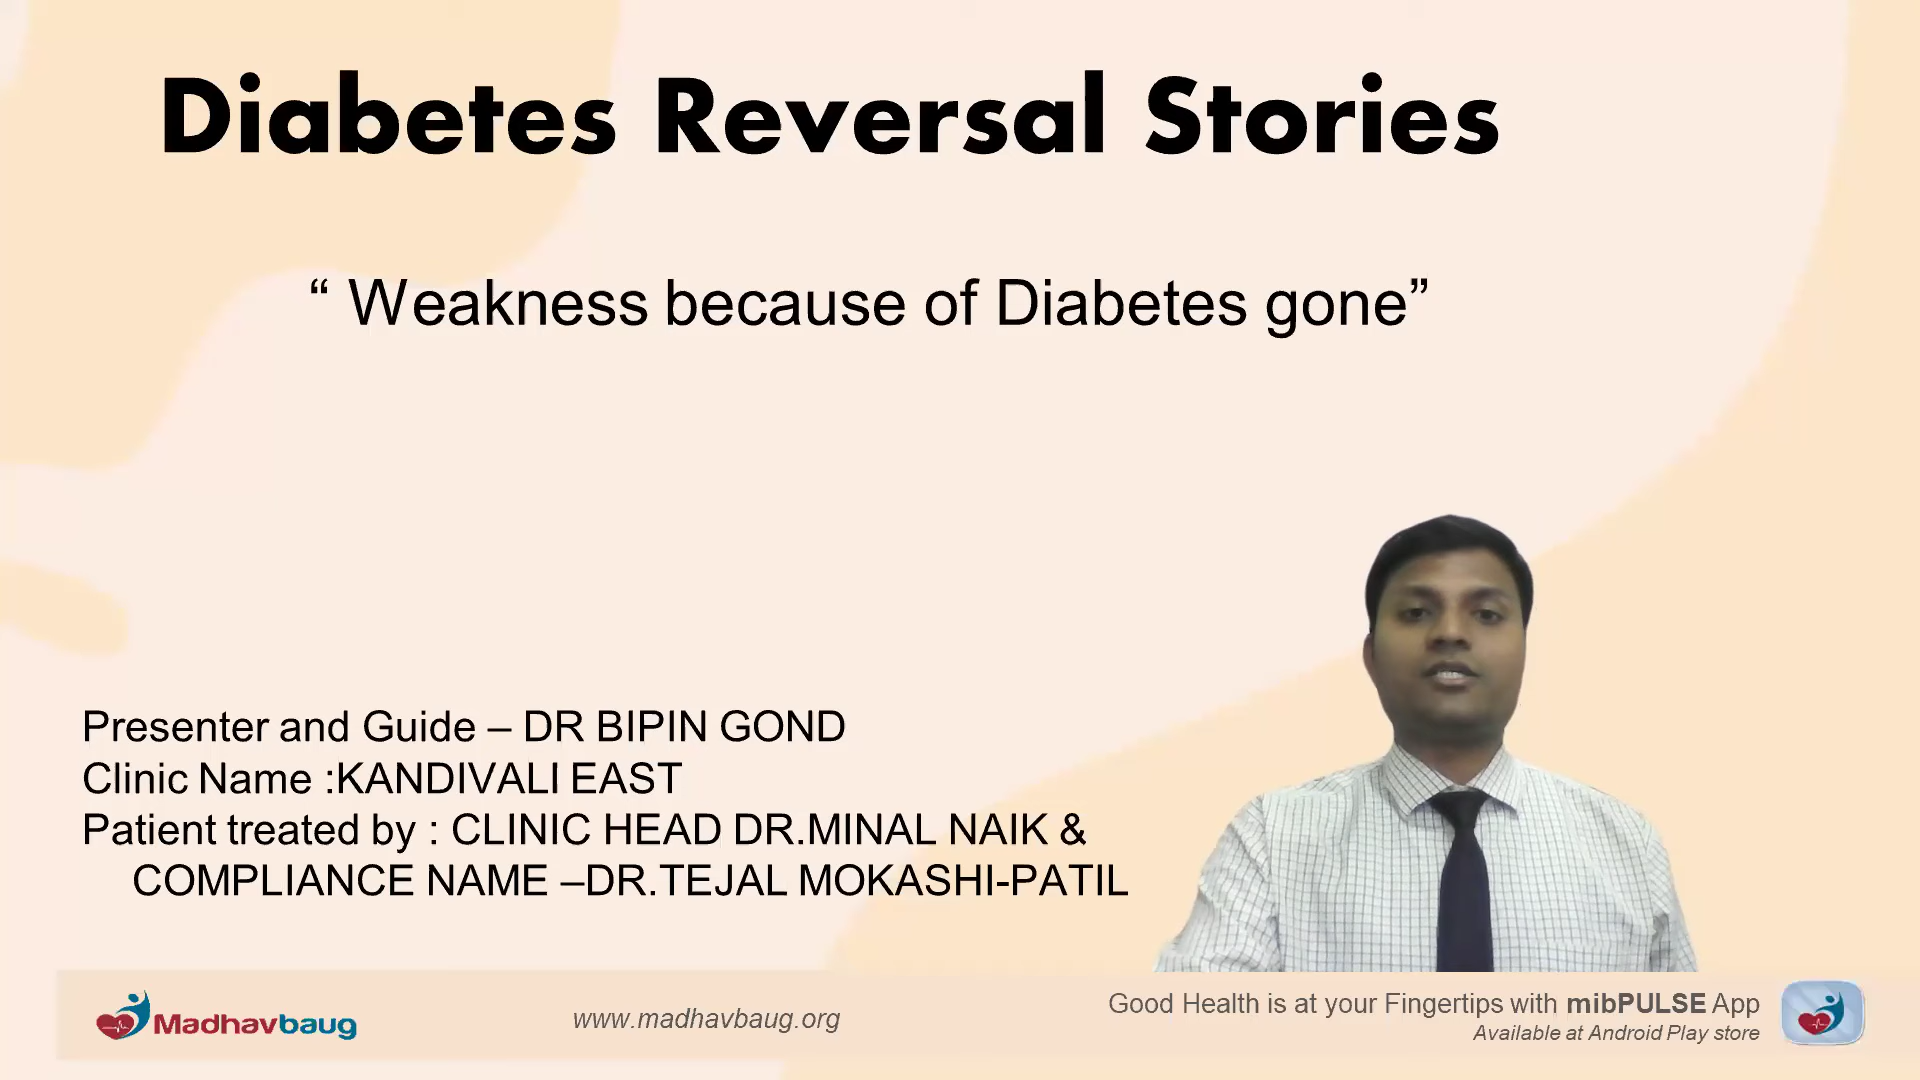 Diabetes Reversal Stories
“ Weakness because of Diabetes gone”
Presenter and Guide – DR BIPIN GOND
Clinic Name :KANDIVALI EAST
Patient treated by : CLINIC HEAD DR.MINAL NAIK &
COMPLIANCE NAME –DR.TEJAL MOKASHI-PATIL
Madhavbaug
www.madhavbaug.org
Good Health is at your Fingertips with mibPULSE App
Available at Android Play store